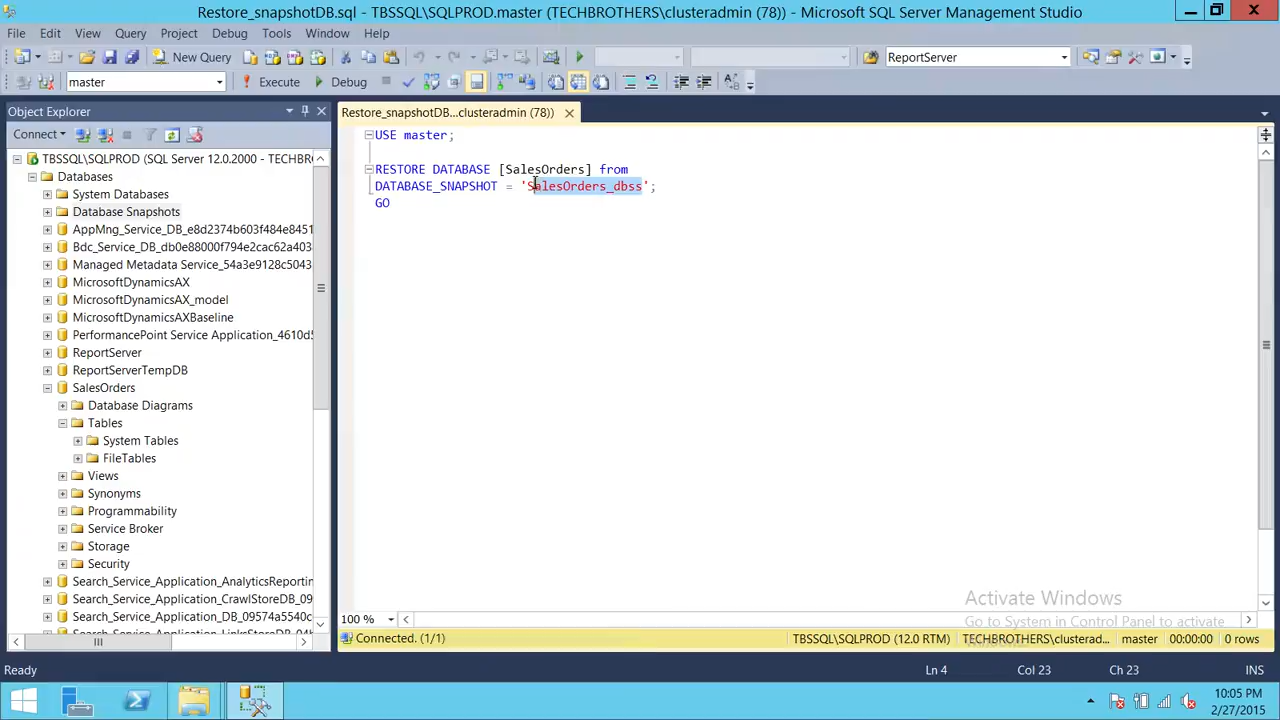 Restore_snapshotDB.sql - TBSSQL\SQLPROD.master (TECHBROTHERS\clusteradmin (78)) - Microsoft SQL Server Management Studio
File Edit View Query Project Debug Tools Window Help
New Query ReportServer
master Execute Debug
Object Explorer
Connect
TBSSQL\SQLPROD (SQL Server 12.0.2000 - TECHBR
Databases
System Databases
Database Snapshots
AppMng_Service_DB_e8d2374b603f484e8451
Bdc_Service_DB_db0e88000f794e2cac62a403
Managed Metadata Service_54a3e9128c5043
MicrosoftDynamicsAX
MicrosoftDynamicsAX_model
MicrosoftDynamicsAXBaseline
PerformancePoint Service Application_4610d5
ReportServer
ReportServerTempDB
SalesOrders
Database Diagrams
Tables
System Tables
FileTables
Views
Synonyms
Programmability
Service Broker
Storage
Security
Search_Service_Application_AnalyticsReportin
Search_Service_Application_CrawlStoreDB_09
Search_Service_Application_DB_09574a5540c
Restore_snapshotDB...clusteradmin (78))
USE master;
RESTORE DATABASE [SalesOrders] from
DATABASE_SNAPSHOT = 'SalesOrders_dbss';
GO
100 %
Activate Windows
Go to System in Control Panel to activate
Connected. (1/1) TBSSQL\SQLPROD (12.0 RTM) TECHBROTHERS\clusterad... master 00:00:00 0 rows
Ready Ln 4 Col 23 Ch 23 INS
10:05 PM
2/27/2015